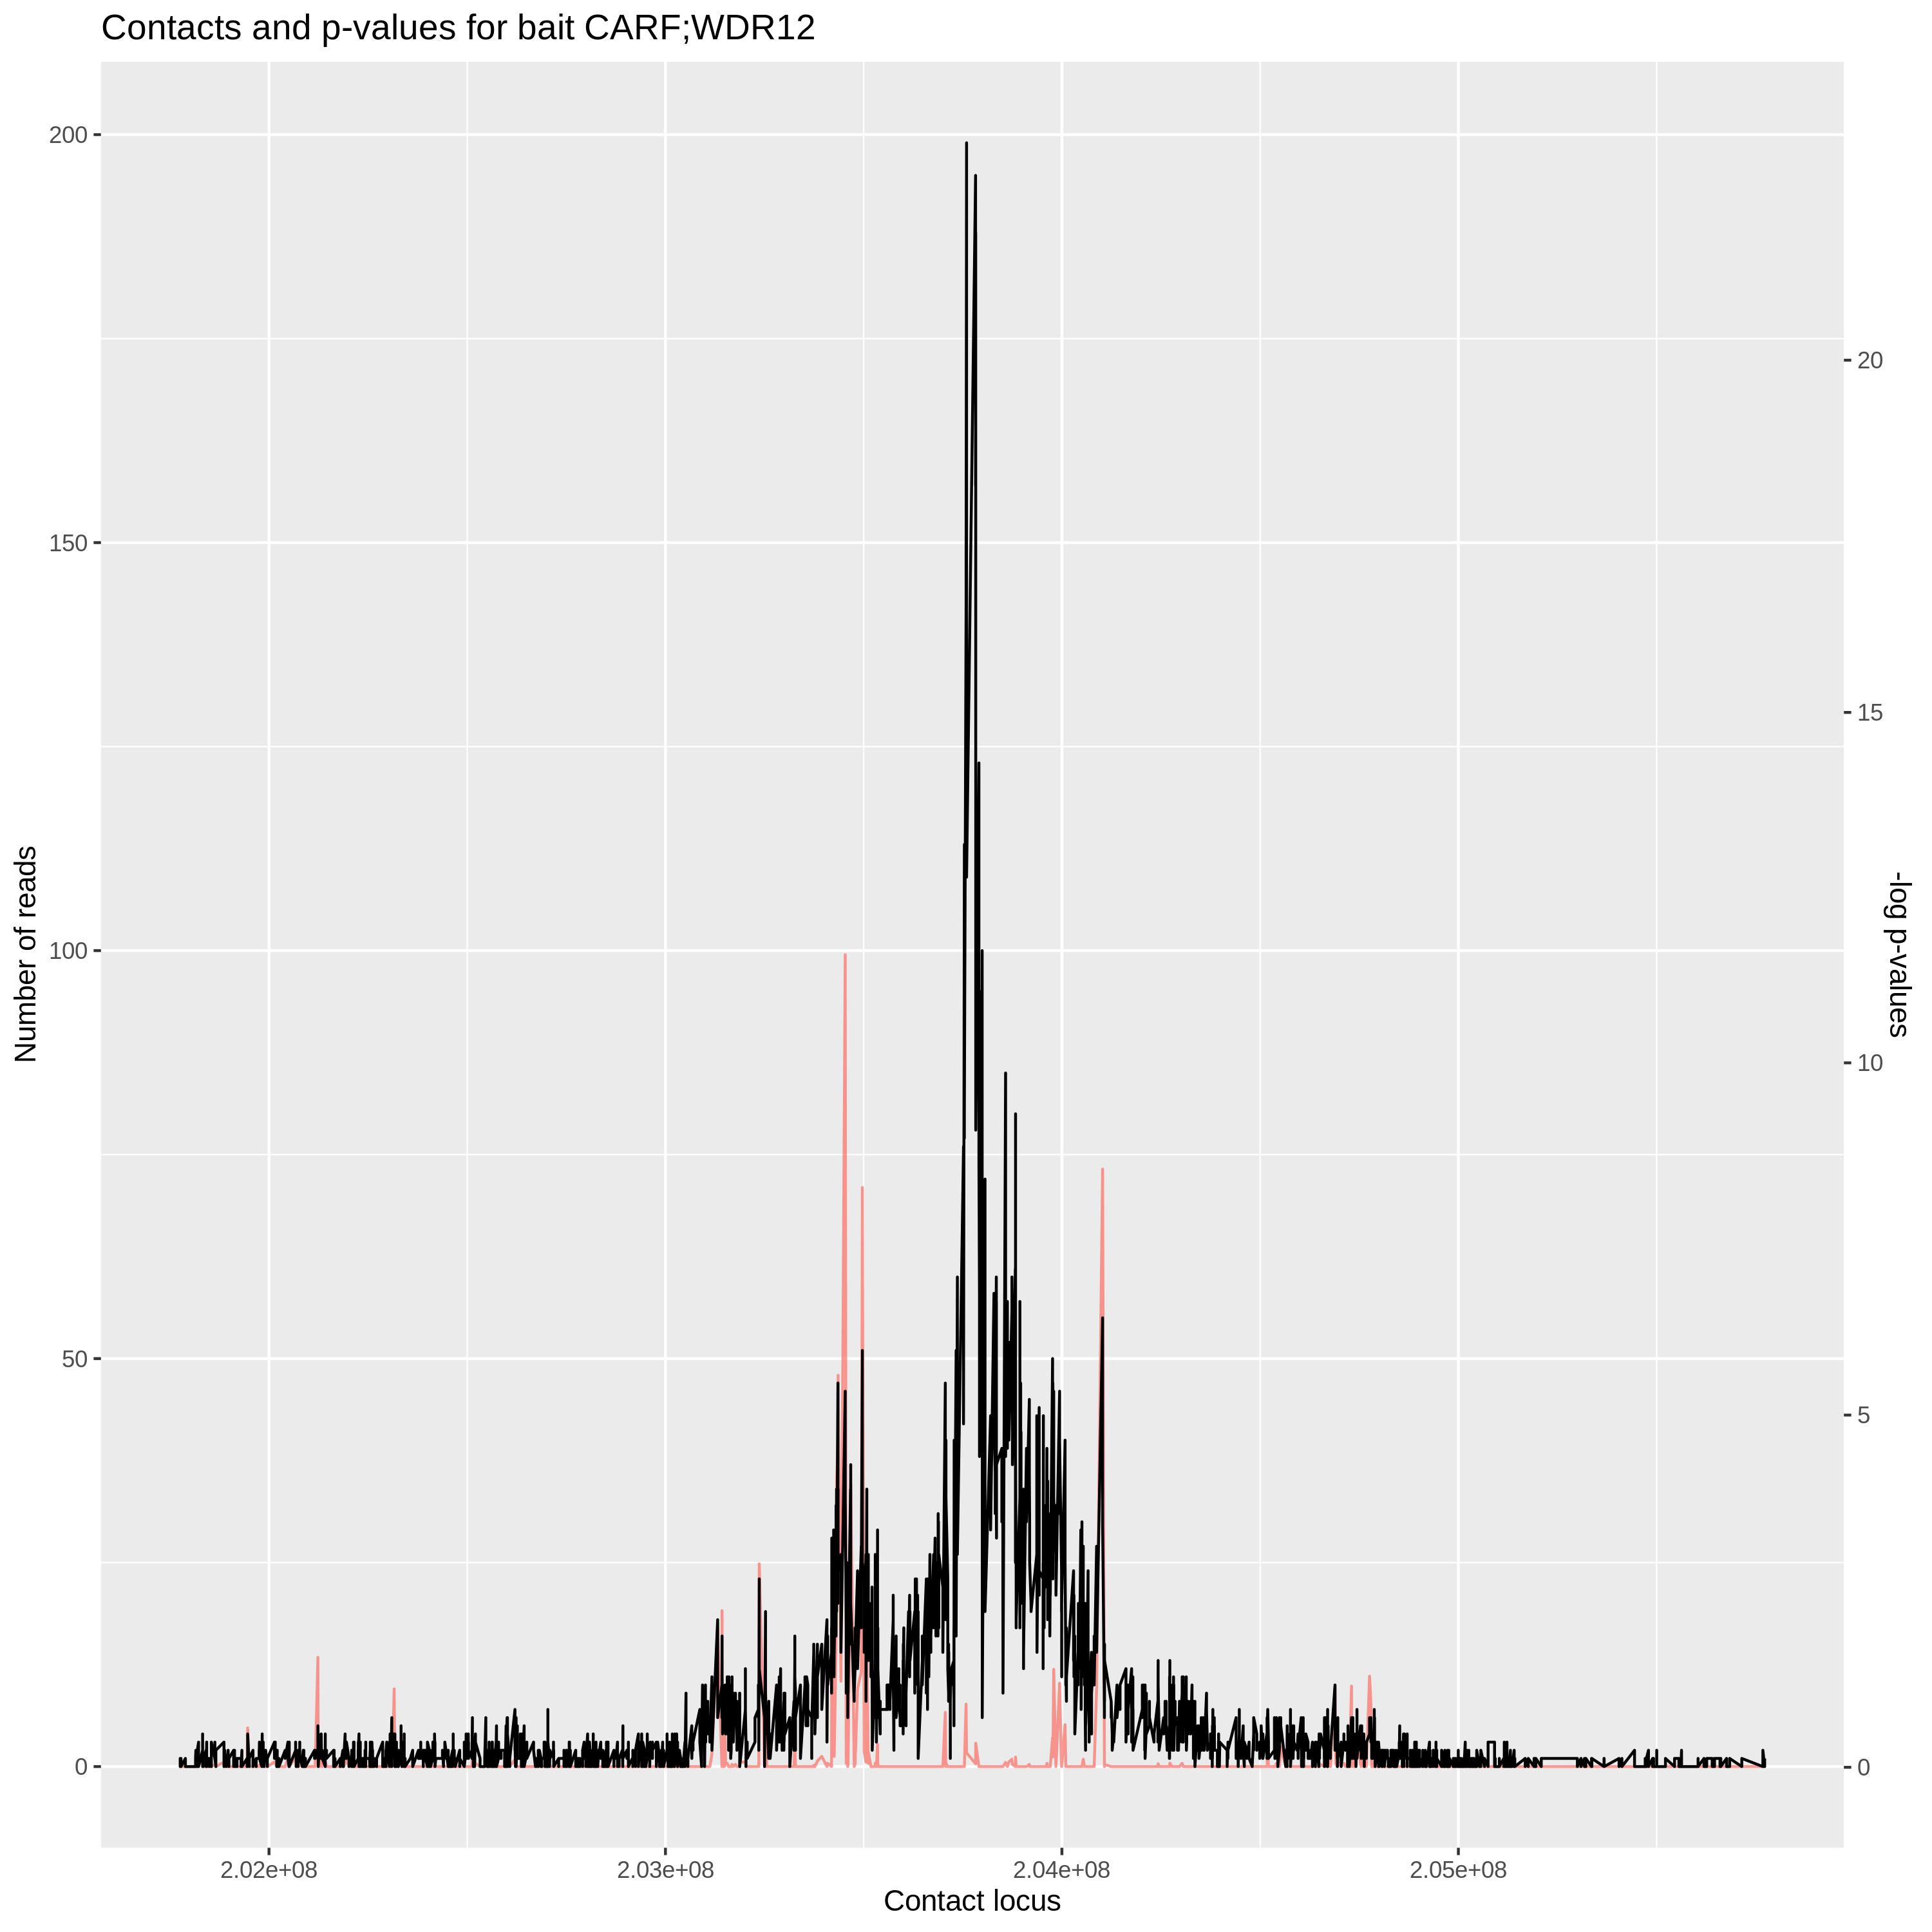 Contacts and p-values for bait CARF;WDR12
200
150
100
50
0
Number of reads
20
15
10
5
0
-log p-values
2.02e+08
2.03e+08
2.04e+08
2.05e+08
Contact locus